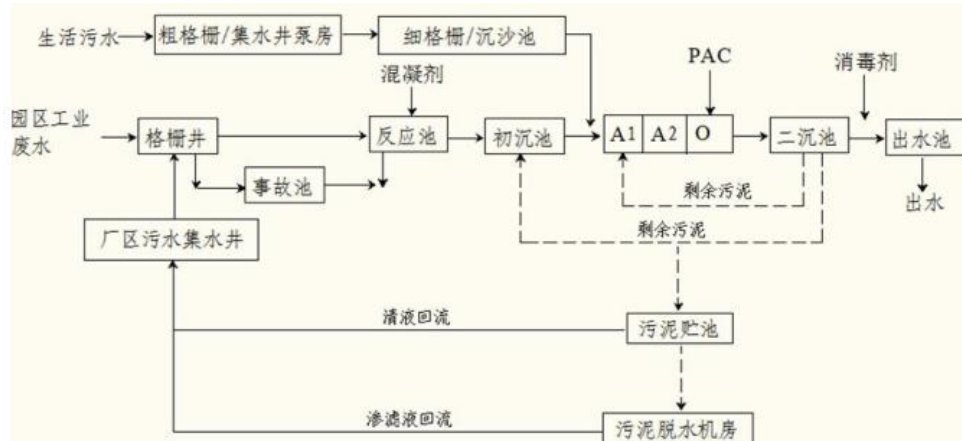 生活污水
粗格栅/集水井泵房
细格栅/沉沙池
混凝剂
PAC
消毒剂
园区工业
废水
格栅井
反应池
初沉池
A1
A2
O
二沉池
出水池
事故池
剩余污泥
出水
厂区污水集水井
剩余污泥
清液回流
污泥贮池
渗滤液回流
污泥脱水机房